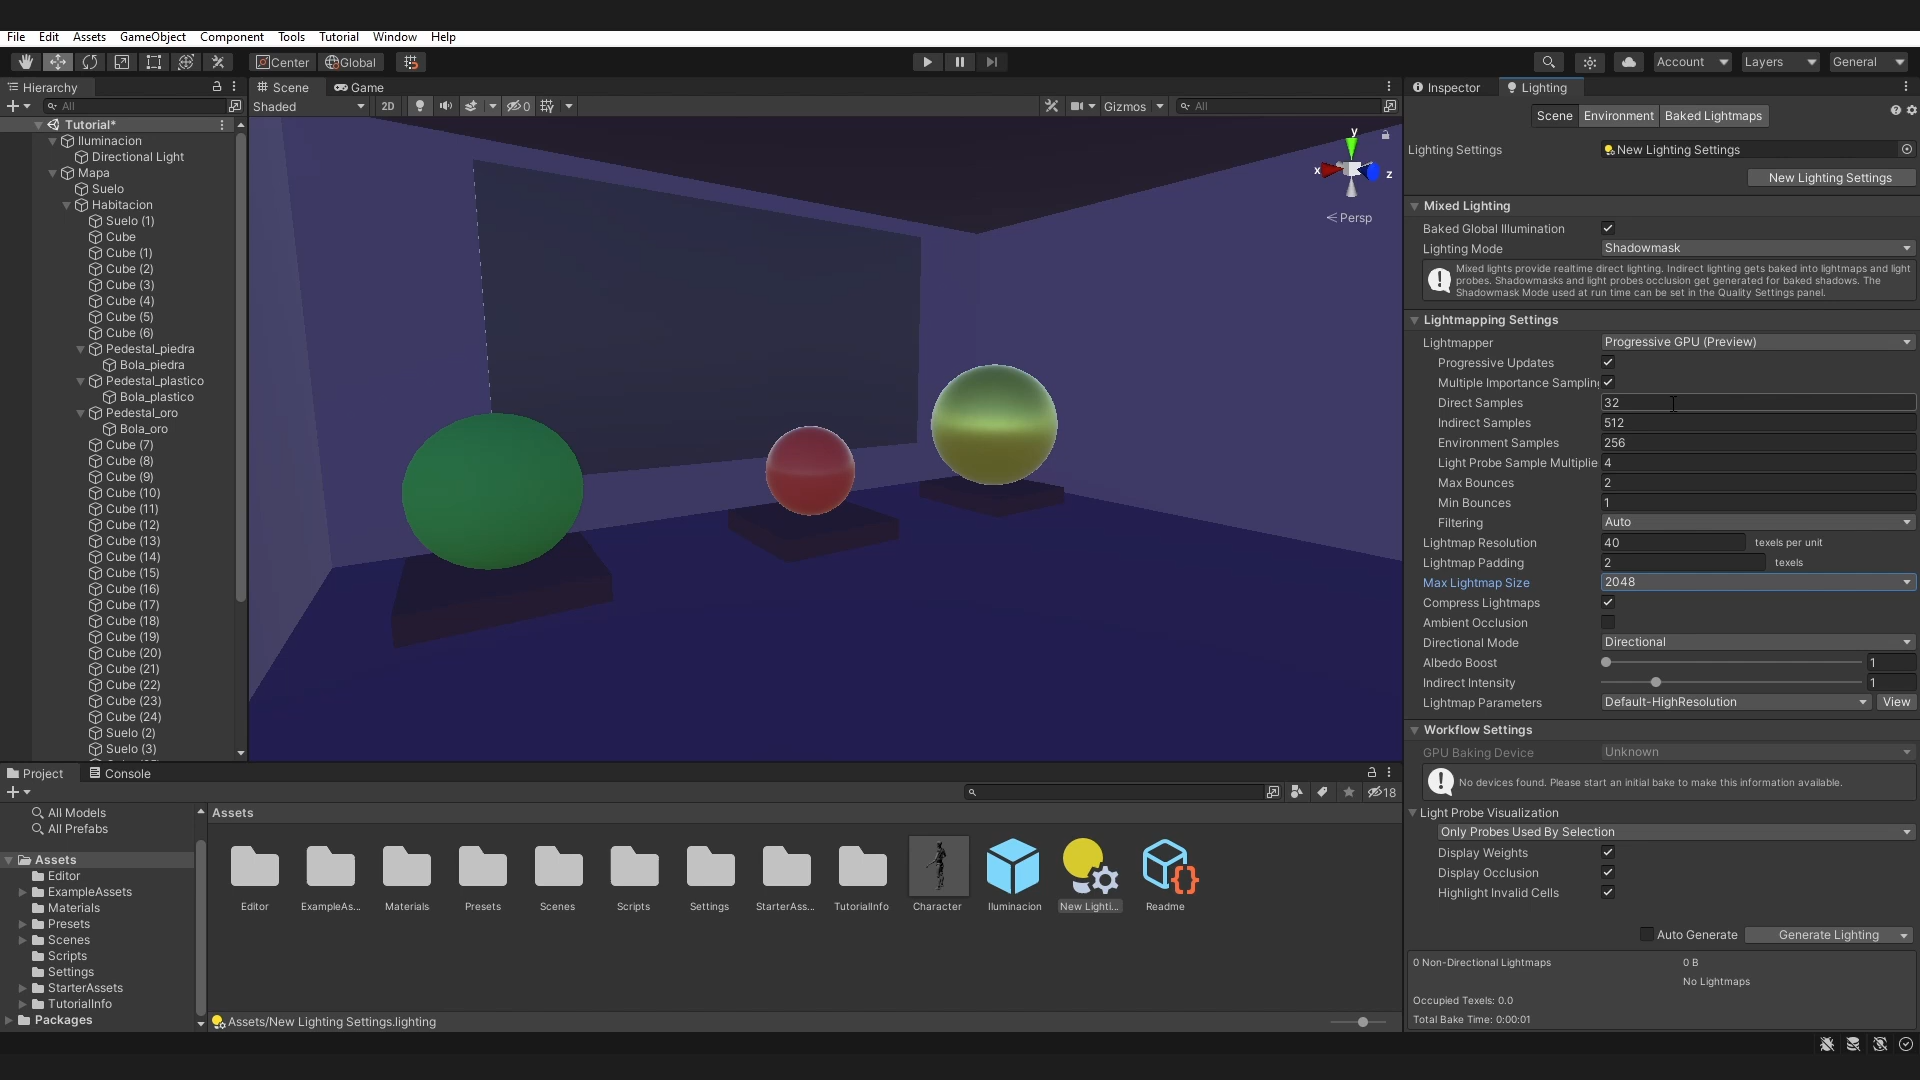 File Edit Assets GameObject Component Tools Tutorial Window Help
Center Global Account Layers General
Hierarchy
All
Tutorial*
Iluminacion
Directional Light
Mapa
Suelo
Habitacion
Suelo (1)
Cube
Cube (1)
Cube (2)
Cube (3)
Cube (4)
Cube (5)
Cube (6)
Pedestal_piedra
Bola_piedra
Pedestal_plastico
Bola_plastico
Pedestal_oro
Bola_oro
Cube (7)
Cube (8)
Cube (9)
Cube (10)
Cube (11)
Cube (12)
Cube (13)
Cube (14)
Cube (15)
Cube (16)
Cube (17)
Cube (18)
Cube (19)
Cube (20)
Cube (21)
Cube (22)
Cube (23)
Cube (24)
Suelo (2)
Suelo (3)
Scene Game
Shaded 2D 0 Gizmos All
y
x z
Persp
Inspector Lighting
Scene Environment Baked Lightmaps
Lighting Settings New Lighting Settings
New Lighting Settings
Mixed Lighting
Baked Global Illumination
Lighting Mode Shadowmask
Mixed lights provide realtime direct lighting. Indirect lighting gets baked into lightmaps and light
probes. Shadowmasks and light probes occlusion get generated for baked shadows. The
Shadowmask Mode used at run time can be set in the Quality Settings panel.
Lightmapping Settings
Lightmapper Progressive GPU (Preview)
Progressive Updates
Multiple Importance Sampling
Direct Samples 32
Indirect Samples 512
Environment Samples 256
Light Probe Sample Multiplie 4
Max Bounces 2
Min Bounces 1
Filtering Auto
Lightmap Resolution 40 texels per unit
Lightmap Padding 2 texels
Max Lightmap Size 2048
Compress Lightmaps
Ambient Occlusion
Directional Mode Directional
Albedo Boost 1
Indirect Intensity 1
Lightmap Parameters Default-HighResolution View
Workflow Settings
GPU Baking Device Unknown
No devices found. Please start an initial bake to make this information available.
Light Probe Visualization
Only Probes Used By Selection
Display Weights
Display Occlusion
Highlight Invalid Cells
Auto Generate Generate Lighting
0 Non-Directional Lightmaps 0 B
No Lightmaps
Occupied Texels: 0.0
Total Bake Time: 0:00:01
Project Console
18
All Models
All Prefabs
Assets
Editor
ExampleAssets
Materials
Presets
Scenes
Scripts
Settings
StarterAssets
TutorialInfo
Packages
Assets
Editor ExampleAs... Materials Presets Scenes Scripts Settings StarterAss... TutorialInfo Character Iluminacion New Lighti... Readme
Assets/New Lighting Settings.lighting